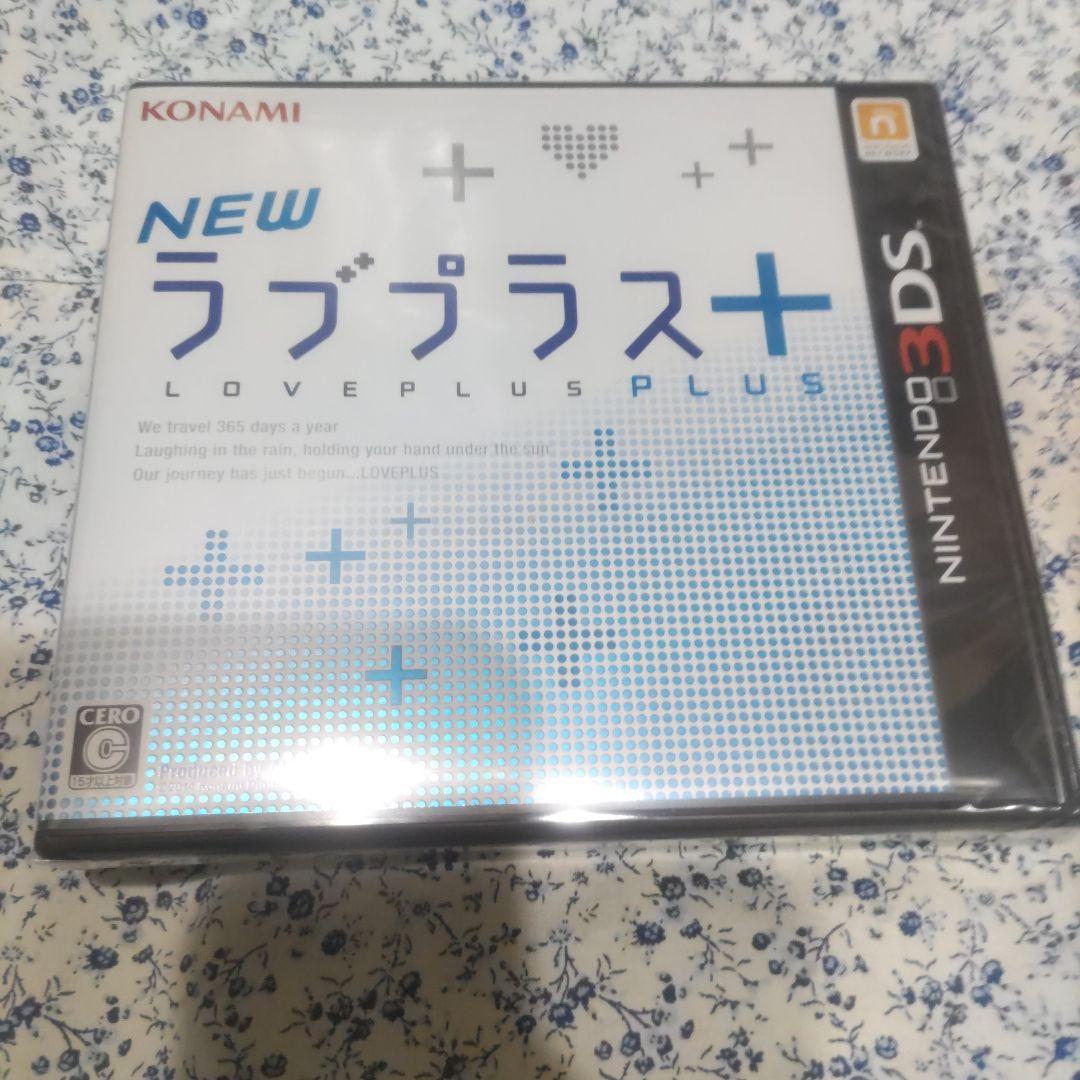 KONAMI
NEW
ラブプラス+
LOVEPLUS PLUS
We travel 365 days a year
Laughing in the rain, holding your hand under the sun
Our journey has just begun...LOVEPLUS
CERO
C
15才以上対象
Produced by
NINTENDO 3DS